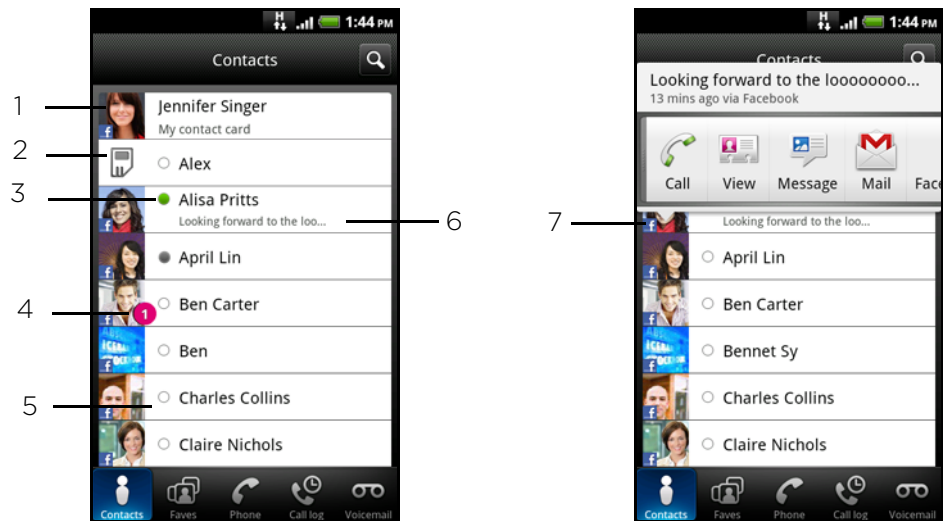 H 1:44 PM
Contacts
1 Jennifer Singer
f My contact card
2 Alex
3 Alisa Pritts
f Looking forward to the loo... 6
f April Lin
4 1 Ben Carter
f Ben
5 Charles Collins
f Claire Nichols
Contacts Faves Phone Call log Voicemail
H 1:44 PM
Contacts
Looking forward to the loooooooo...
13 mins ago via Facebook
Call View Message Mail Face
7 f Looking forward to the loo...
f April Lin
f Ben Carter
f Bennet Sy
f Charles Collins
f Claire Nichols
Contacts Faves Phone Call log Voicemail